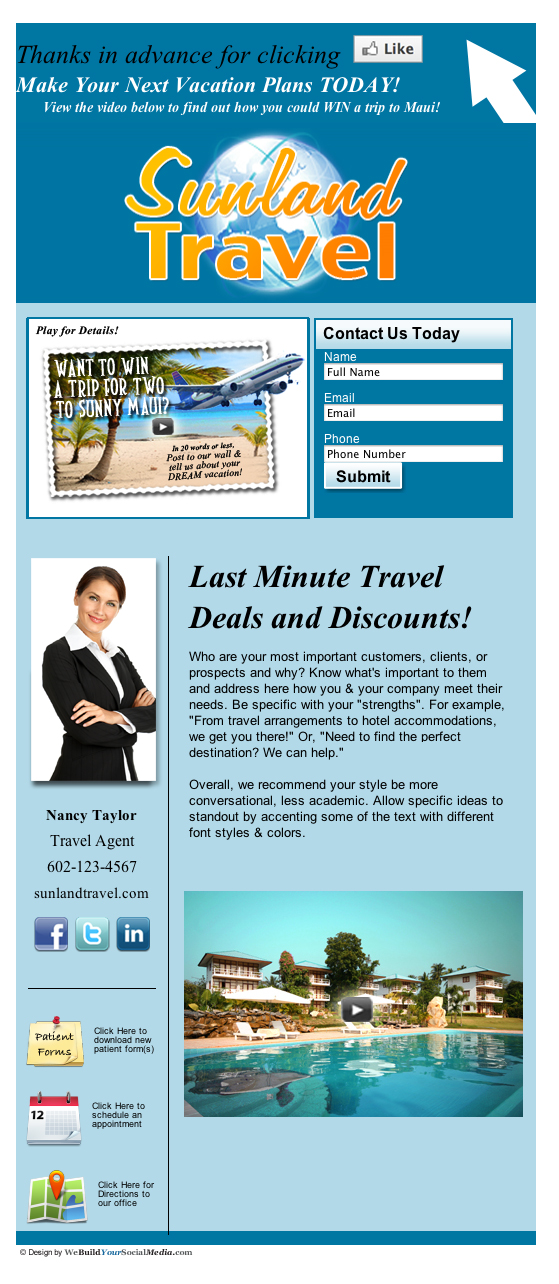 Thanks in advance for clicking
Like
Make Your Next Vacation Plans TODAY!
View the video below to find out how you could WIN a trip to Maui!
Sunland
Travel
Play for Details!
WANT TO WIN
A TRIP FOR TWO
TO SUNNY MAUI?
In 20 words or less,
Post to our wall &
tell us about your
DREAM vacation!
Contact Us Today
Name
Full Name
Email
Email
Phone
Phone Number
Submit
Nancy Taylor
Travel Agent
602-123-4567
sunlandtravel.com
f
t
in
Patient
Forms
Click Here to
download new
patient form(s)
12
Click Here to
schedule an
appointment
Click Here for
Directions to
our office
Last Minute Travel
Deals and Discounts!
Who are your most important customers, clients, or
prospects and why? Know what's important to them
and address here how you & your company meet their
needs. Be specific with your "strengths". For example,
"From travel arrangements to hotel accommodations,
we get you there!" Or, "Need to find the perfect
destination? We can help."
Overall, we recommend your style be more
conversational, less academic. Allow specific ideas to
standout by accenting some of the text with different
font styles & colors.
© Design by WeBuildYourSocialMedia.com